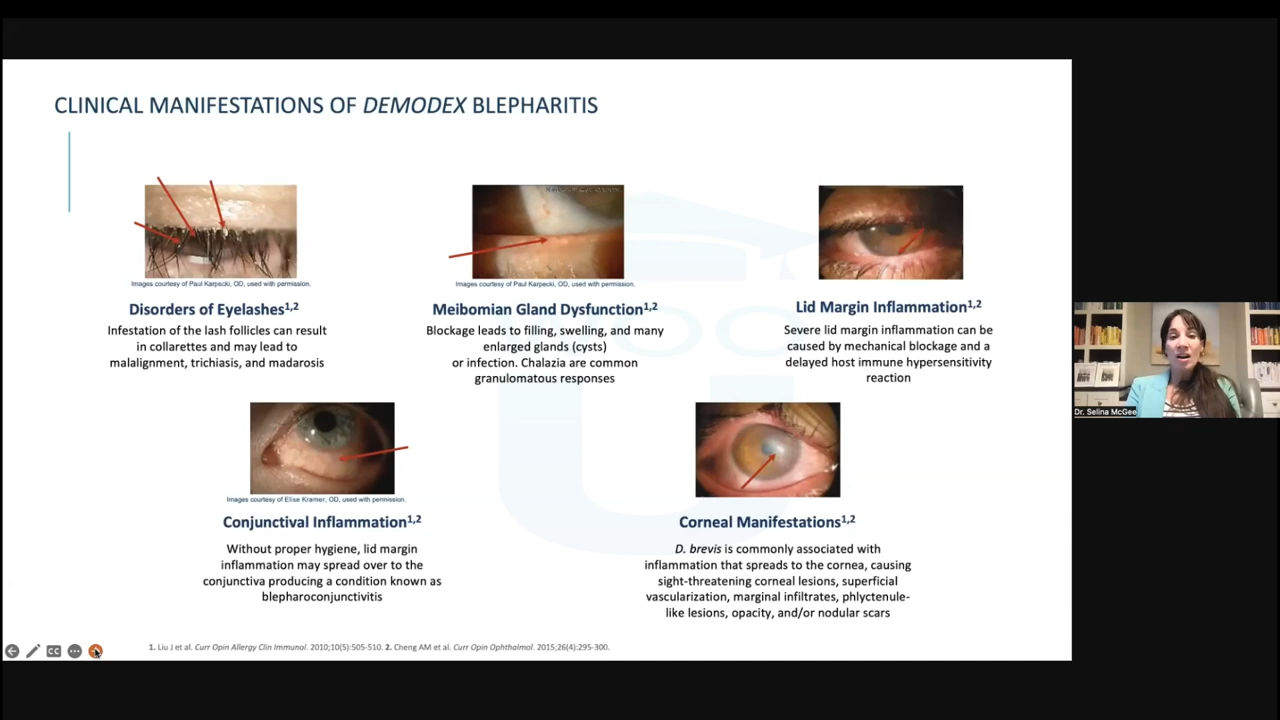 CLINICAL MANIFESTATIONS OF DEMODEX BLEPHARITIS
Images courtesy of Paul Karpecki, OD, used with permission.
Disorders of Eyelashes1,2
Infestation of the lash follicles can result
in collarettes and may lead to
malalignment, trichiasis, and madarosis
Images courtesy of Paul Karpecki, OD, used with permission.
Meibomian Gland Dysfunction1,2
Blockage leads to filling, swelling, and many
enlarged glands (cysts)
or infection. Chalazia are common
granulomatous responses
Lid Margin Inflammation1,2
Severe lid margin inflammation can be
caused by mechanical blockage and a
delayed host immune hypersensitivity
reaction
Images courtesy of Elise Kramer, OD, used with permission.
Conjunctival Inflammation1,2
Without proper hygiene, lid margin
inflammation may spread over to the
conjunctiva producing a condition known as
blepharoconjunctivitis
Corneal Manifestations1,2
D. brevis is commonly associated with
inflammation that spreads to the cornea, causing
sight-threatening corneal lesions, superficial
vascularization, marginal infiltrates, phlyctenule-
like lesions, opacity, and/or nodular scars
Dr. Selina McGee
CC
1. Liu J et al. Curr Opin Allergy Clin Immunol. 2010;10(5):505-510. 2. Cheng AM et al. Curr Opin Ophthalmol. 2015;26(4):295-300.